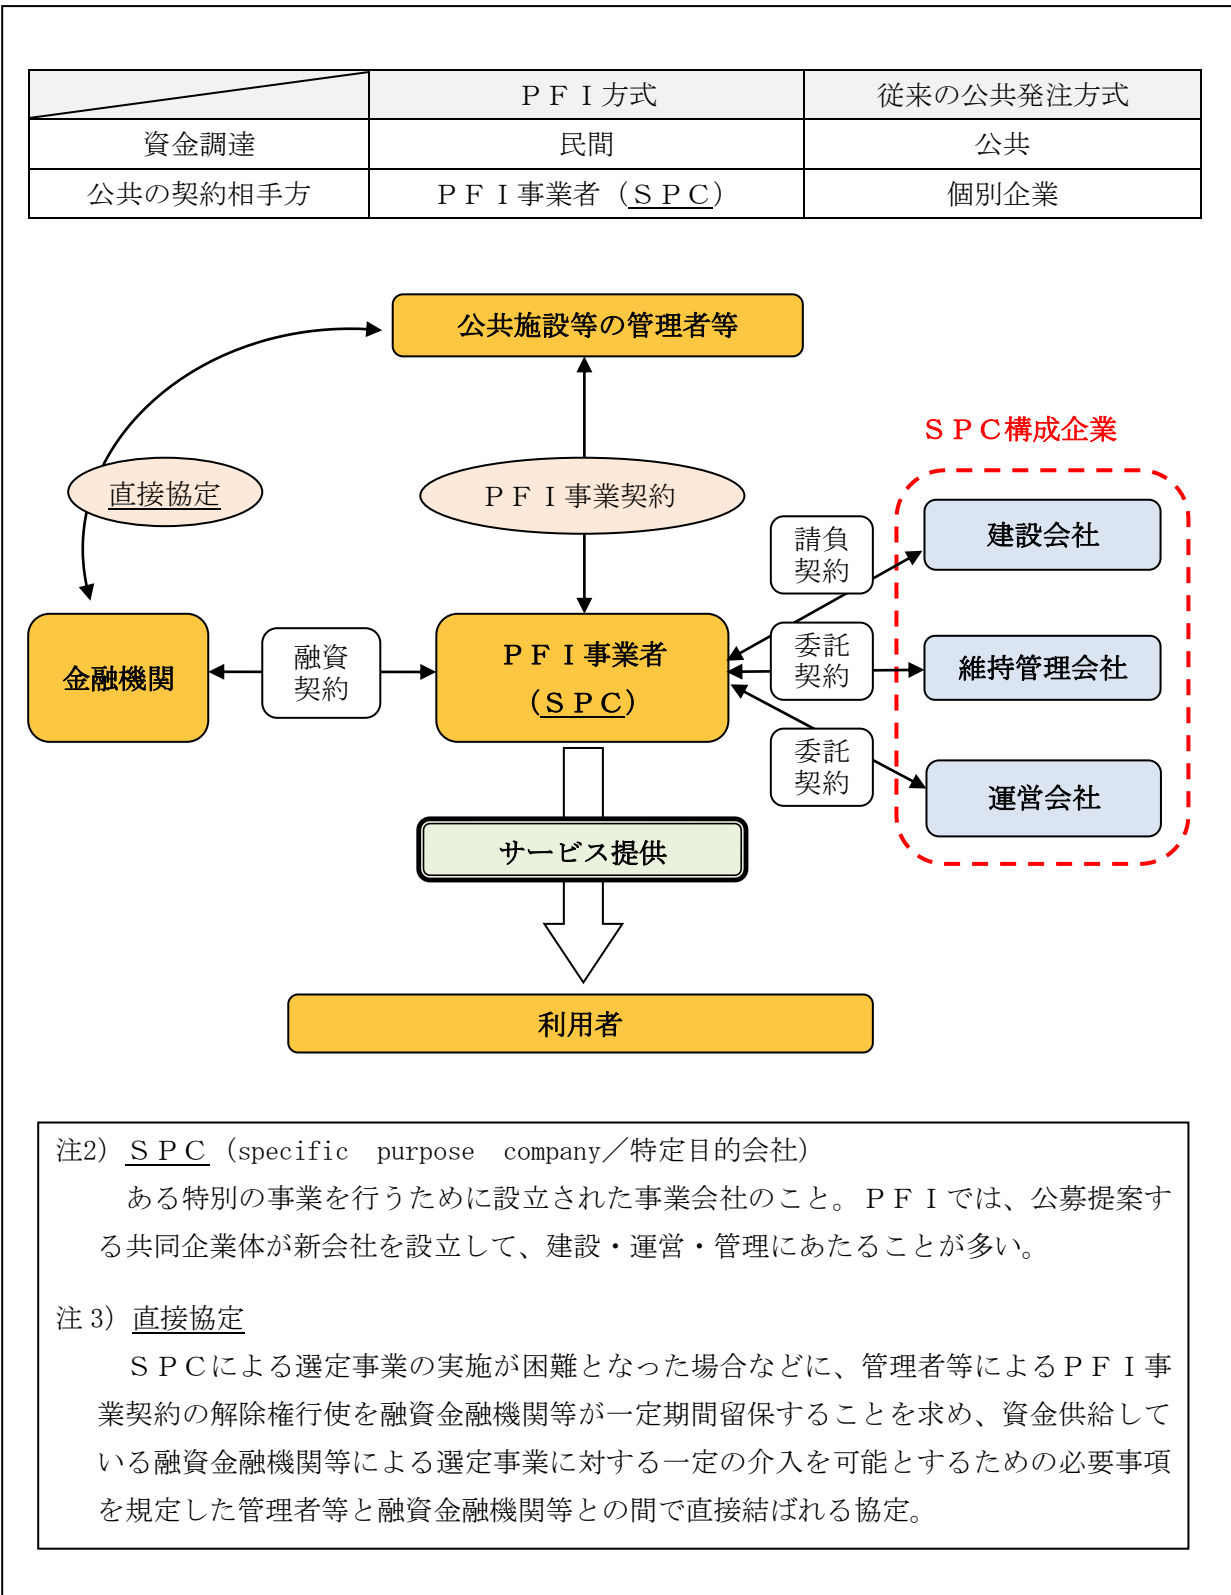 ＰＦＩ方式 従来の公共発注方式
資金調達 民間 公共
公共の契約相手方 ＰＦＩ事業者（ＳＰＣ） 個別企業
公共施設等の管理者等
ＳＰＣ構成企業
直接協定
ＰＦＩ事業契約
請負
契約
建設会社
金融機関
融資
契約
ＰＦＩ事業者
（ＳＰＣ）
委託
契約
維持管理会社
委託
契約
運営会社
サービス提供
利用者
注2）ＳＰＣ（specific purpose company／特定目的会社）
ある特別の事業を行うために設立された事業会社のこと。ＰＦＩでは、公募提案す
る共同企業体が新会社を設立して、建設・運営・管理にあたることが多い。
注 3）直接協定
ＳＰＣによる選定事業の実施が困難となった場合などに、管理者等によるＰＦＩ事
業契約の解除権行使を融資金融機関等が一定期間留保することを求め、資金供給して
いる融資金融機関等による選定事業に対する一定の介入を可能とするための必要事項
を規定した管理者等と融資金融機関等との間で直接結ばれる協定。